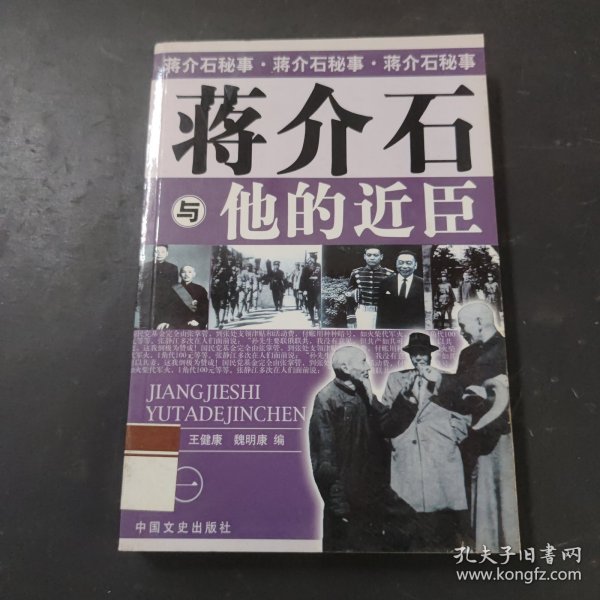 蒋介石秘事·蒋介石秘事·蒋介石秘事
蒋介石
与
他的近臣
JIANGJIESHI
YUTADEJINCHEN
王健康 魏明康 编
一
中国文史出版社
孔夫子旧书网
www.kongfz.com